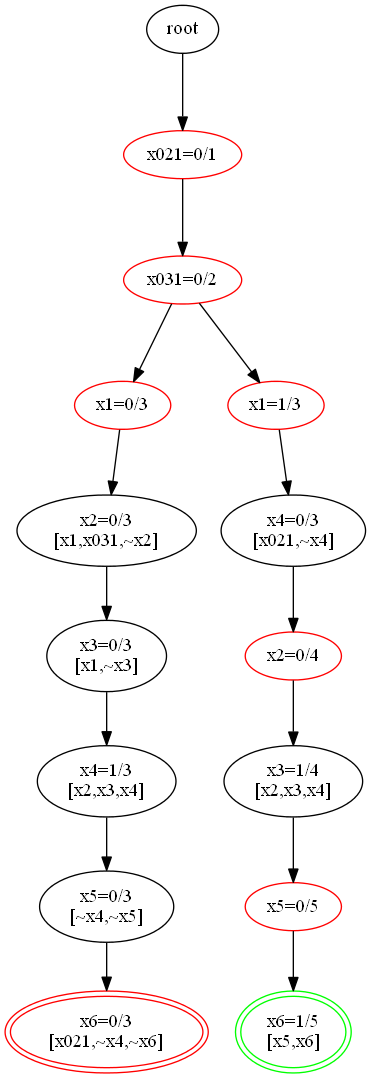 root
x021=0/1
x031=0/2
x1=0/3
x1=1/3
x2=0/3
[x1,x031,~x2]
x4=0/3
[x021,~x4]
x3=0/3
[x1,~x3]
x2=0/4
x4=1/3
[x2,x3,x4]
x3=1/4
[x2,x3,x4]
x5=0/3
[~x4,~x5]
x5=0/5
x6=0/3
[x021,~x4,~x6]
x6=1/5
[x5,x6]